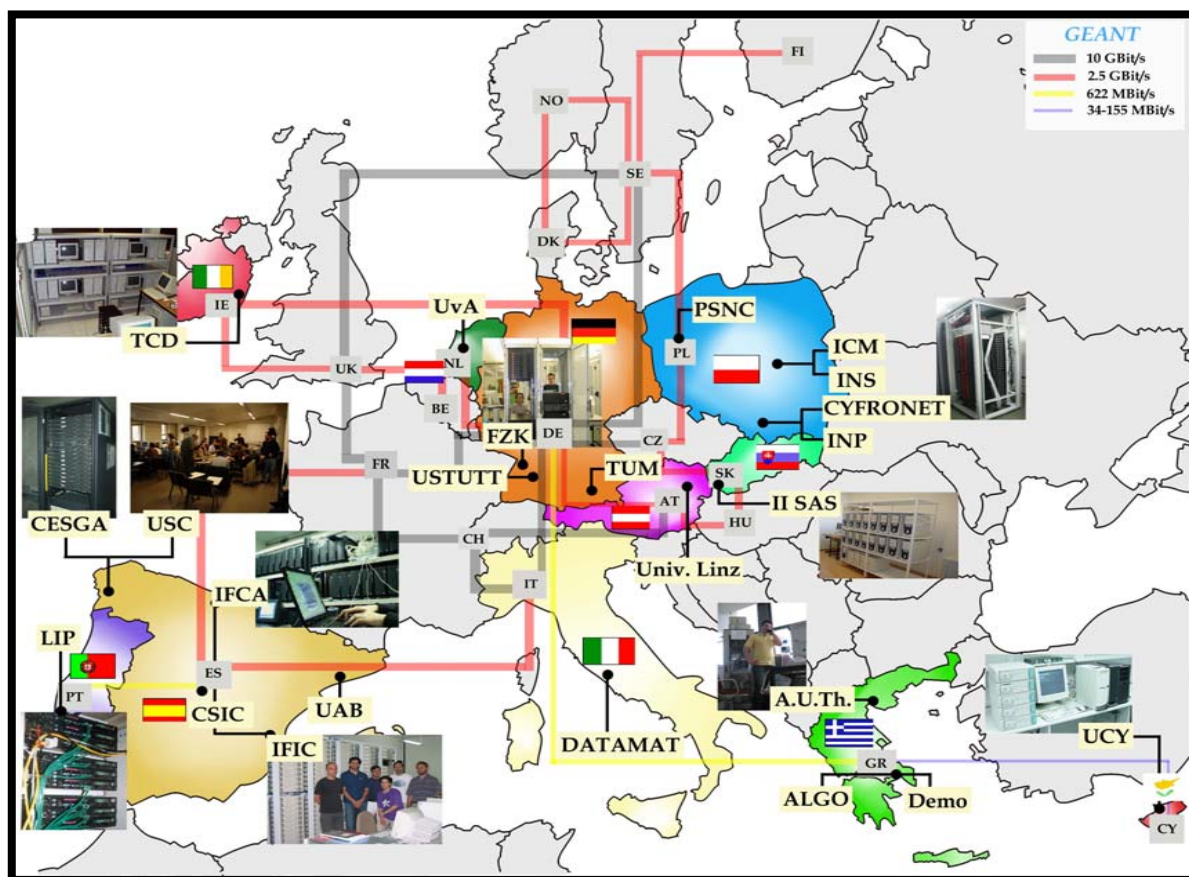 GEANT
10 GBit/s
2.5 GBit/s
622 MBit/s
34-155 MBit/s
FI
NO
SE
DK
IE
TCD
UvA
PSNC
UK
NL
PL
ICM
INS
BE
CYFRONET
DE
CZ
INP
FZK
FR
USTUTT
TUM
SK
AT
II SAS
HU
CESGA
USC
CH
Univ. Linz
IT
IFCA
LIP
ES
PT
CSIC
UAB
A.U.Th.
UCY
IFIC
DATAMAT
GR
ALGO
Demo
CY